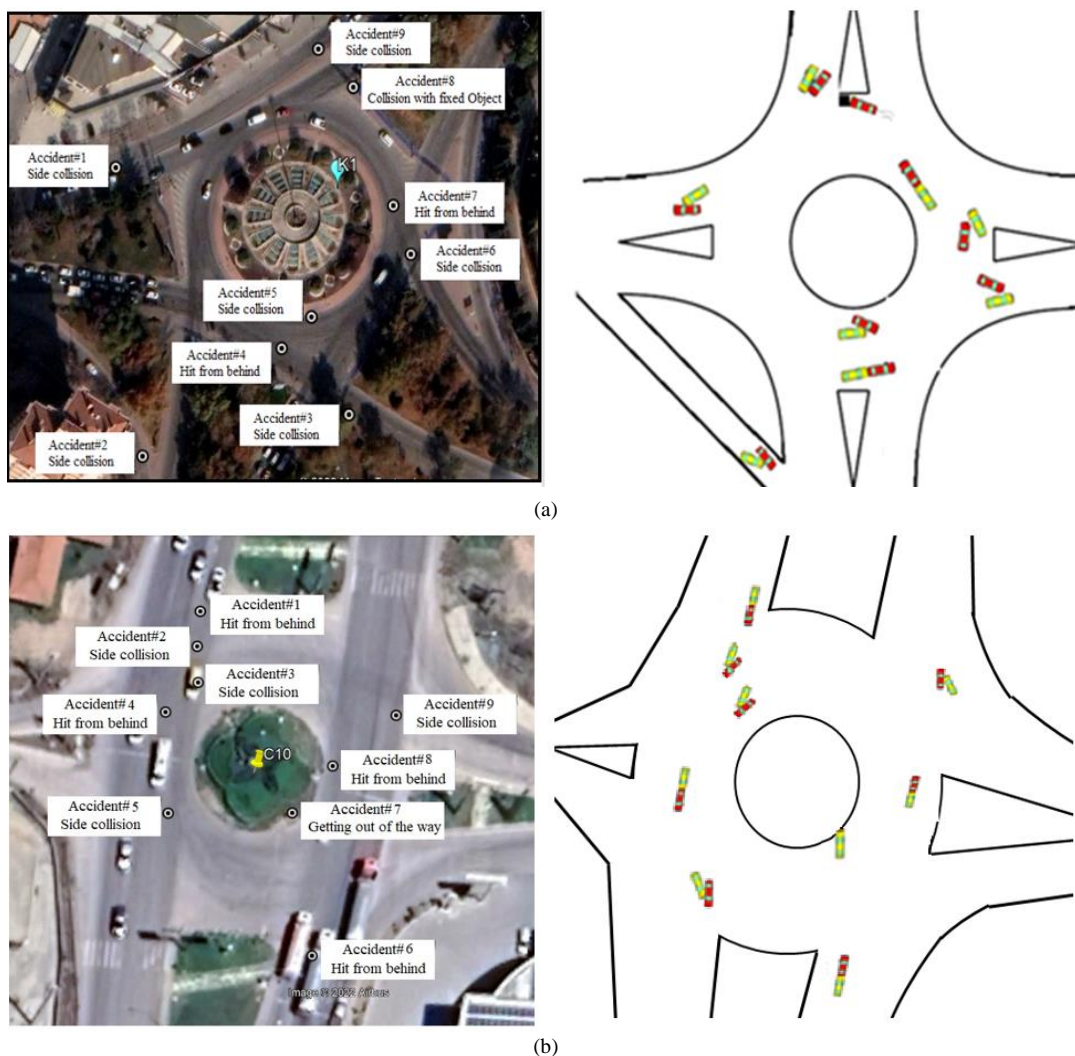 Accident#9
Side collision
Accident#8
Collision with fixed Object
Accident#1
Side collision
K1
Accident#7
Hit from behind
Accident#6
Side collision
Accident#5
Side collision
Accident#4
Hit from behind
Accident#3
Side collision
Accident#2
Side collision
(a)
Accident#1
Hit from behind
Accident#2
Side collision
Accident#3
Side collision
Accident#4
Hit from behind
Accident#9
Side collision
C10
Accident#8
Hit from behind
Accident#5
Side collision
Accident#7
Getting out of the way
Accident#6
Hit from behind
Image © 2022 Airbus
(b)